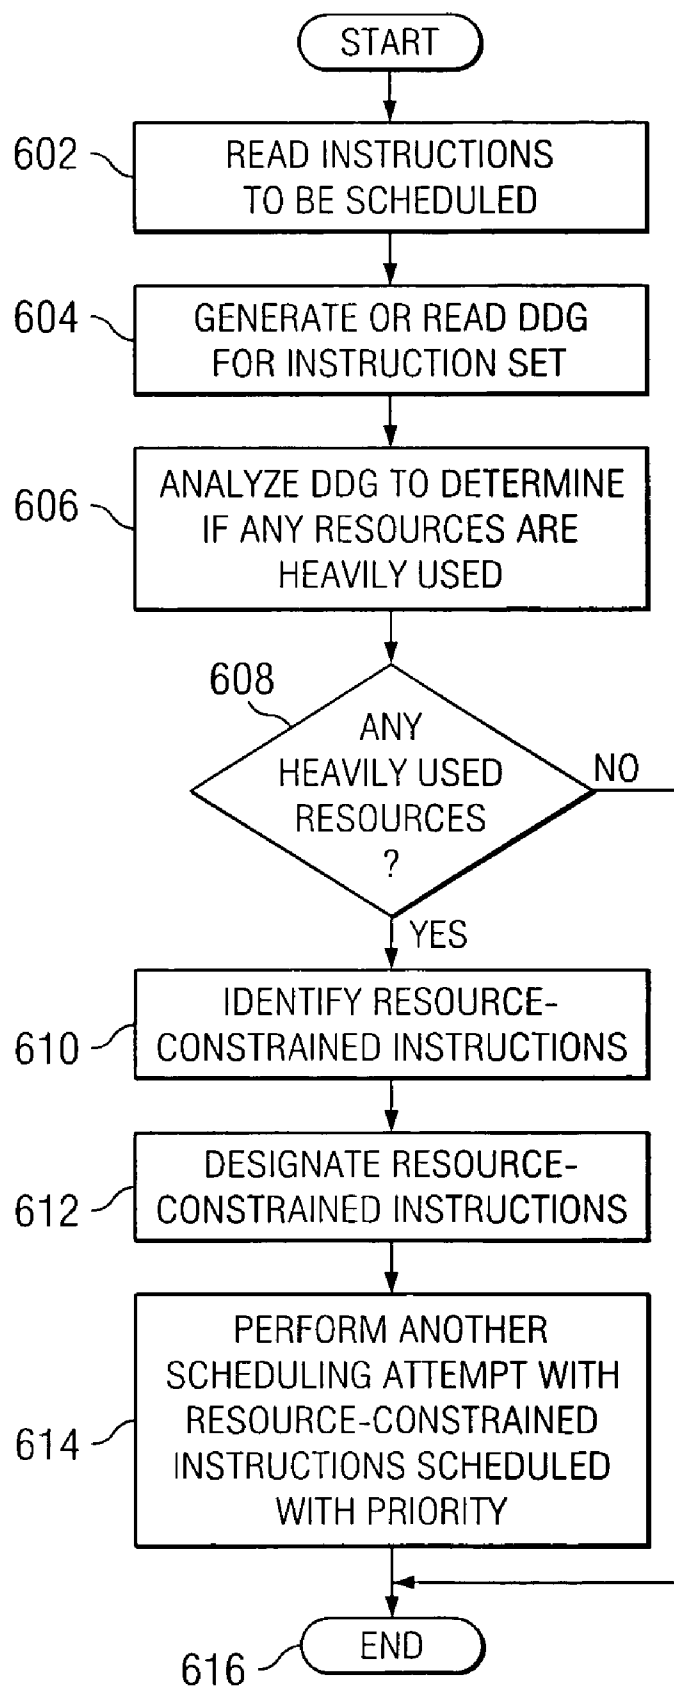 START
602
READ INSTRUCTIONS
TO BE SCHEDULED
604
GENERATE OR READ DDG
FOR INSTRUCTION SET
606
ANALYZE DDG TO DETERMINE
IF ANY RESOURCES ARE
HEAVILY USED
608
ANY
HEAVILY USED
RESOURCES
?
NO
YES
610
IDENTIFY RESOURCE-
CONSTRAINED INSTRUCTIONS
612
DESIGNATE RESOURCE-
CONSTRAINED INSTRUCTIONS
614
PERFORM ANOTHER
SCHEDULING ATTEMPT WITH
RESOURCE-CONSTRAINED
INSTRUCTIONS SCHEDULED
WITH PRIORITY
END
616